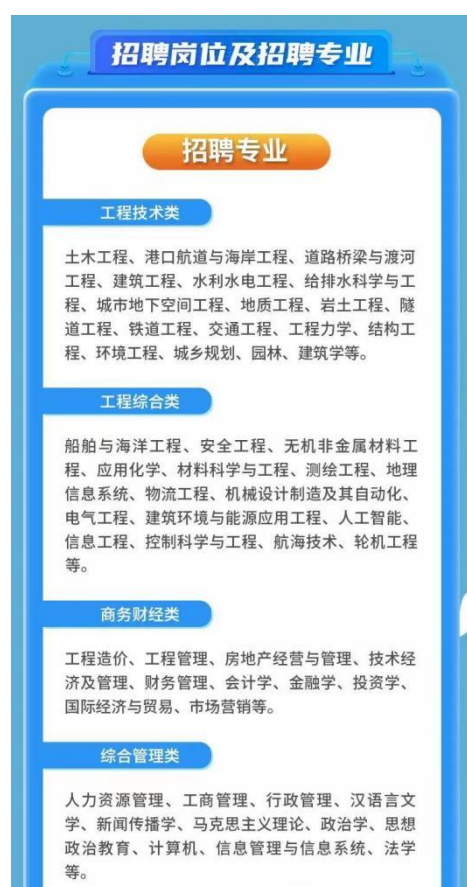 招聘岗位及招聘专业
招聘专业
工程技术类
土木工程、港口航道与海岸工程、道路桥梁与渡河
工程、建筑工程、水利水电工程、给排水科学与工
程、城市地下空间工程、地质工程、岩土工程、隧
道工程、铁道工程、交通工程、工程力学、结构工
程、环境工程、城乡规划、园林、建筑学等。
工程综合类
船舶与海洋工程、安全工程、无机非金属材料工
程、应用化学、材料科学与工程、测绘工程、地理
信息系统、物流工程、机械设计制造及其自动化、
电气工程、建筑环境与能源应用工程、人工智能、
信息工程、控制科学与工程、航海技术、轮机工程
等。
商务财经类
工程造价、工程管理、房地产经营与管理、技术经
济及管理、财务管理、会计学、金融学、投资学、
国际经济与贸易、市场营销等。
综合管理类
人力资源管理、工商管理、行政管理、汉语言文
学、新闻传播学、马克思主义理论、政治学、思想
政治教育、计算机、信息管理与信息系统、法学
等。